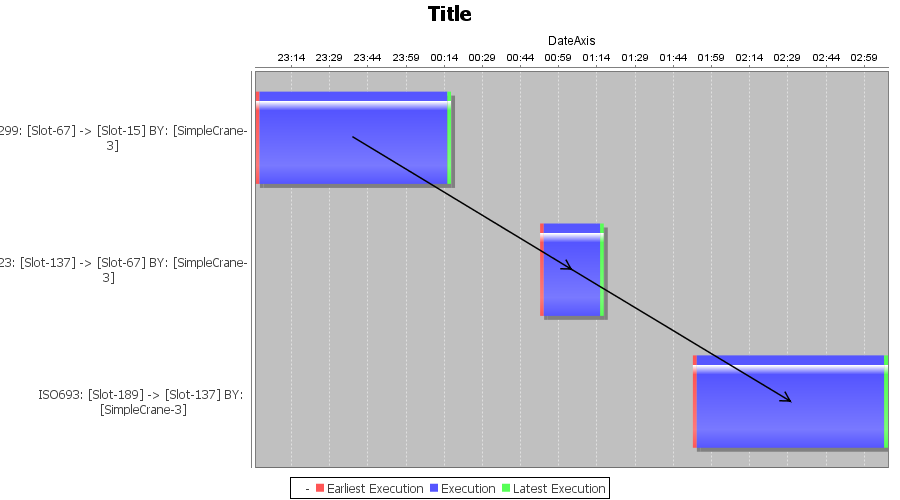 Title
DateAxis
23:14 23:29 23:44 23:59 00:14 00:29 00:44 00:59 01:14 01:29 01:44 01:59 02:14 02:29 02:44 02:59
299: [Slot-67] -> [Slot-15] BY: [SimpleCrane-
3]
23: [Slot-137] -> [Slot-67] BY: [SimpleCrane-
3]
ISO693: [Slot-189] -> [Slot-137] BY:
[SimpleCrane-3]
- Earliest Execution Execution Latest Execution